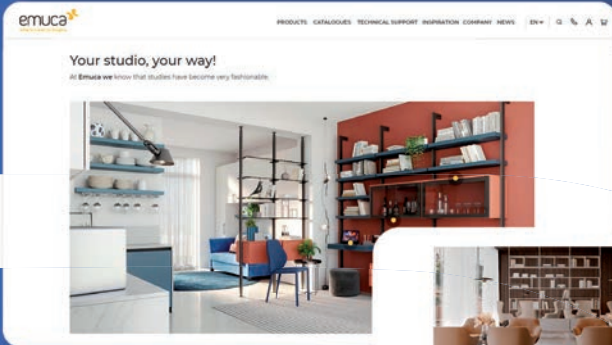 emuca
PRODUCTS CATALOGUES TECHNICAL SUPPORT INSPIRATION COMPANY NEWS EN
Your studio, your way!
At Emuca we know that studies have become very fashionable.